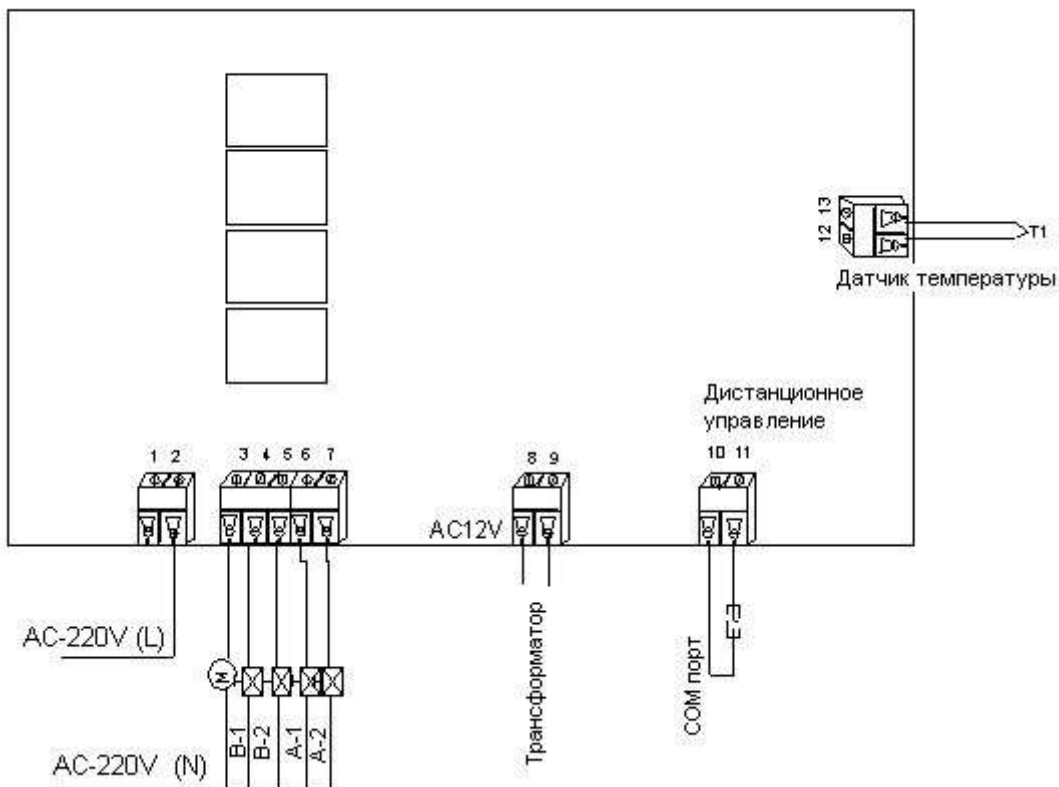 13
12
T1
Датчик температуры
Дистанционное
управление
1 2
3 4 5 6 7
8 9
10 11
AC12V
AC-220V (L)
M
B-1
B-2
A-1
A-2
AC-220V (N)
Трансформатор
COM порт